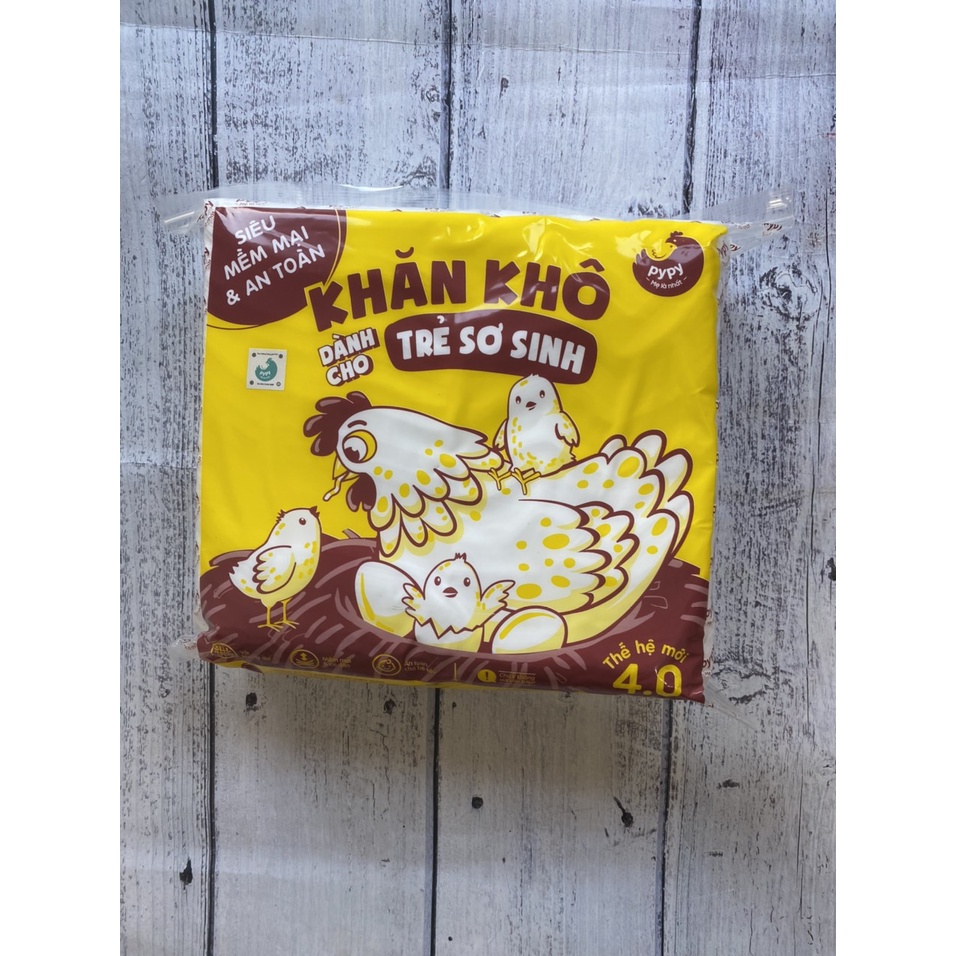 SIÊU
MỀM MẠI
& AN TOÀN
KHĂN KHÔ
DÀNH
CHO
TRẺ SƠ SINH
pypy
Mẹ là nhất
pypy
Thế hệ mới
4.0